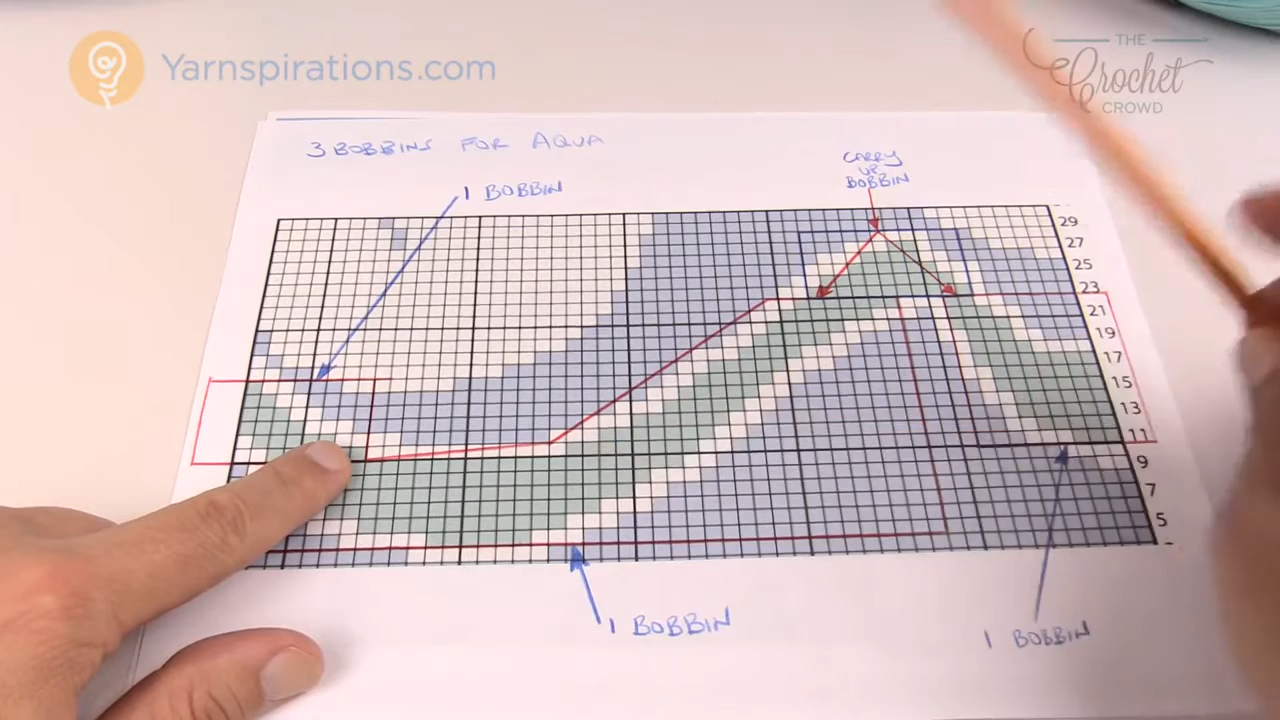 Yarnspirations.com
THE
Crochet
CROWD
3 BOBBINS FOR AQUA
CARRY
UP
BOBBIN
1 BOBBIN
29
27
25
23
21
19
17
15
13
11
9
7
5
1 BOBBIN
1 BOBBIN